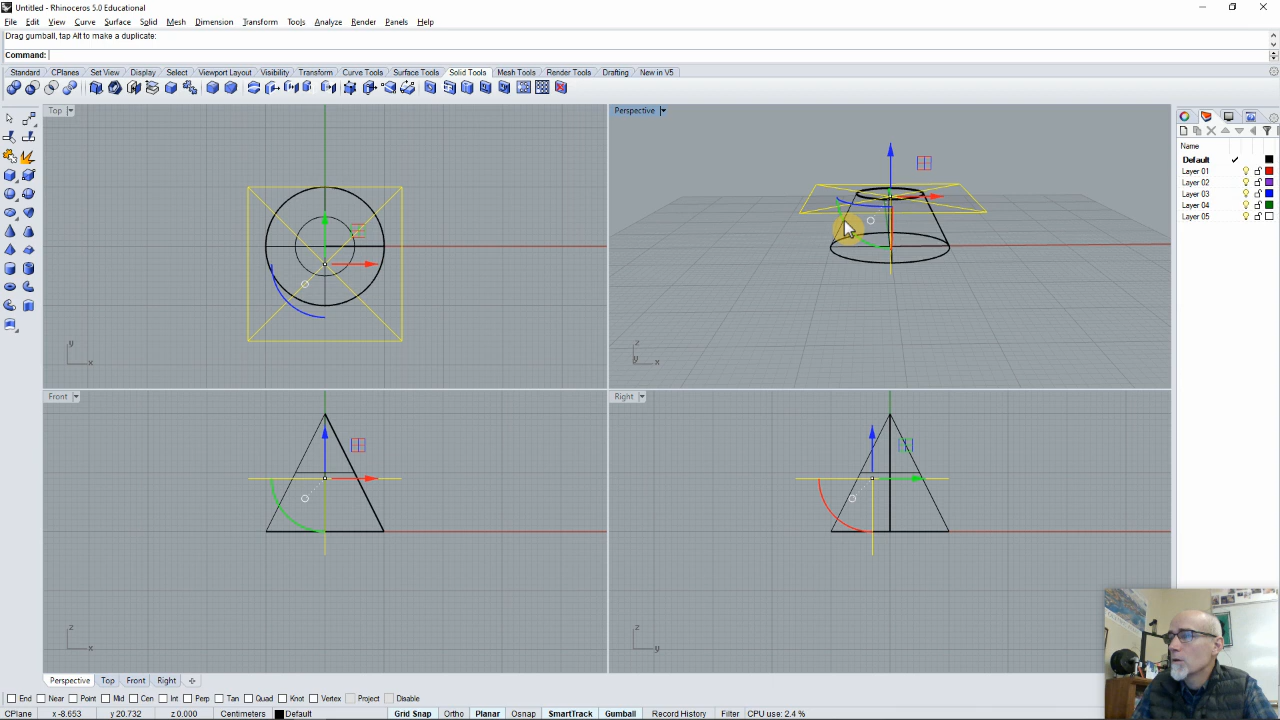 Untitled - Rhinoceros 5.0 Educational
File Edit View Curve Surface Solid Mesh Dimension Transform Tools Analyze Render Panels Help
Drag gumball, tap Alt to make a duplicate:
Command:
Standard CPlanes Set View Display Select Viewport Layout Visibility Transform Curve Tools Surface Tools Solid Tools Mesh Tools Render Tools Drafting New in V5
Top
Perspective
Name
Default
Layer 01
Layer 02
Layer 03
Layer 04
Layer 05
y
x
z
y
x
Front
Right
z
x
z
y
Perspective Top Front Right
End Near Point Mid Cen Int Perp Tan Quad Knot Vertex Project Disable
CPlane x -8.653 y 20.732 z 0.000 Centimeters Default Grid Snap Ortho Planar Osnap SmartTrack Gumball Record History Filter CPU use: 2.4 %